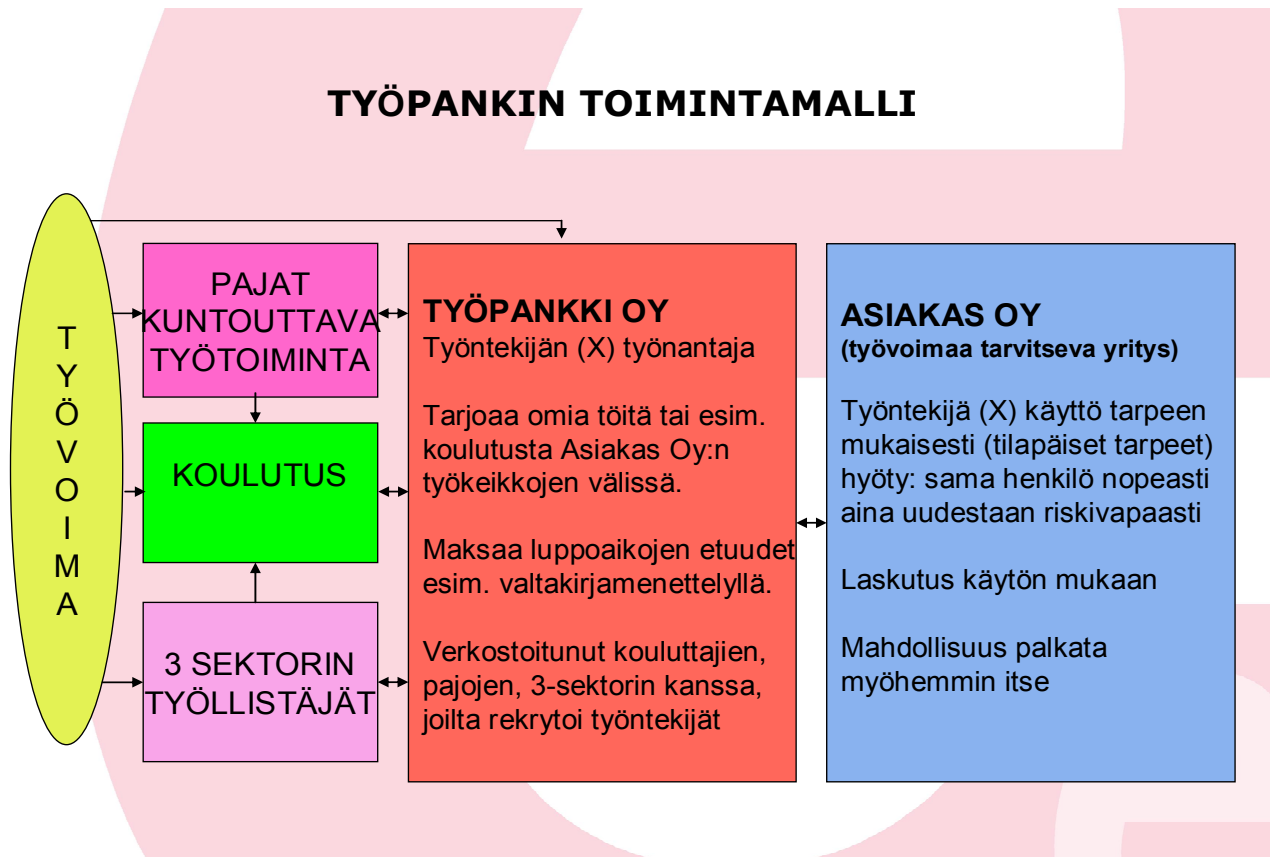 TYÖPANKIN TOIMINTAMALLI
T
Y
Ö
V
O
I
M
A
PAJAT
KUNTOUTTAVA
TYÖTOIMINTA
KOULUTUS
3 SEKTORIN
TYÖLLISTÄJÄT
TYÖPANKKI OY
Työntekijän (X) työnantaja
Tarjoaa omia töitä tai esim.
koulutusta Asiakas Oy:n
työkeikkojen välissä.
Maksaa luppoaikojen etuudet
esim. valtakirjamenettelyllä.
Verkostoitunut kouluttajien,
pajojen, 3-sektorin kanssa,
joilta rekrytoi työntekijät
ASIAKAS OY
(työvoimaa tarvitseva yritys)
Työntekijä (X) käyttö tarpeen
mukaisesti (tilapäiset tarpeet)
hyöty: sama henkilö nopeasti
aina uudestaan riskivapaasti
Laskutus käytön mukaan
Mahdollisuus palkata
myöhemmin itse